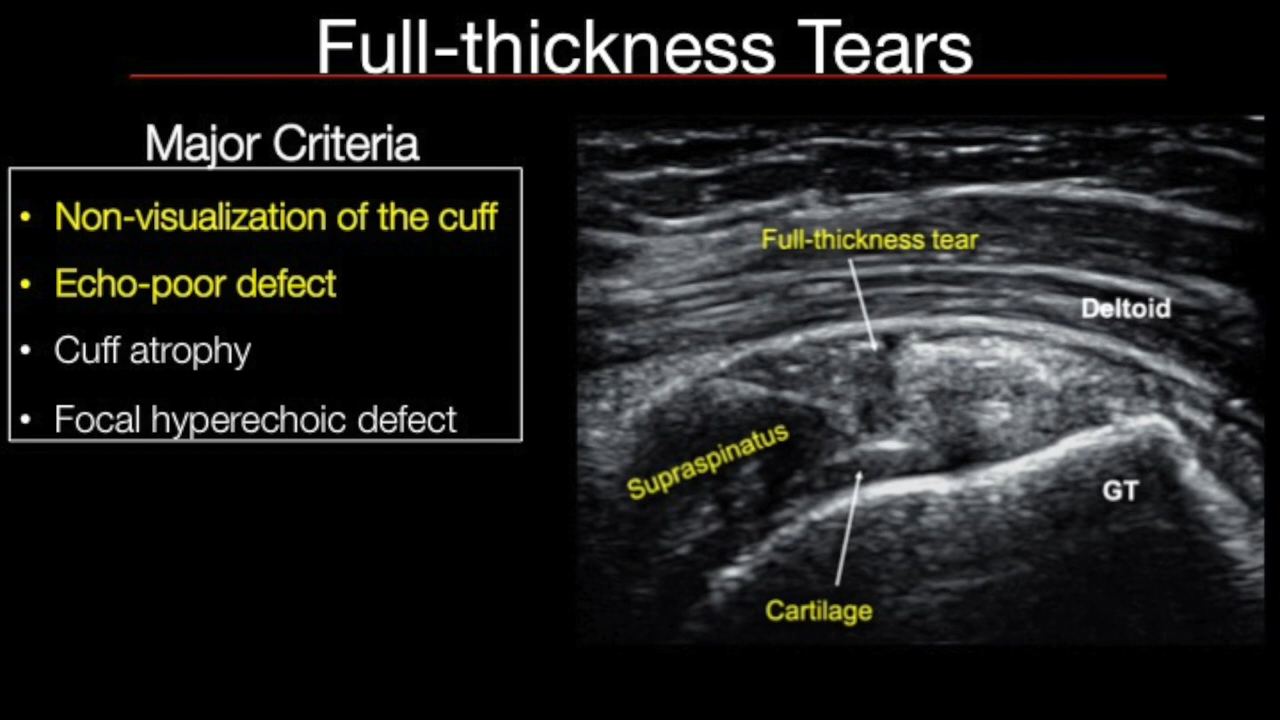 Full-thickness Tears
Major Criteria
• Non-visualization of the cuff
• Echo-poor defect
• Cuff atrophy
• Focal hyperechoic defect
Full-thickness tear
Deltoid
Supraspinatus
GT
Cartilage